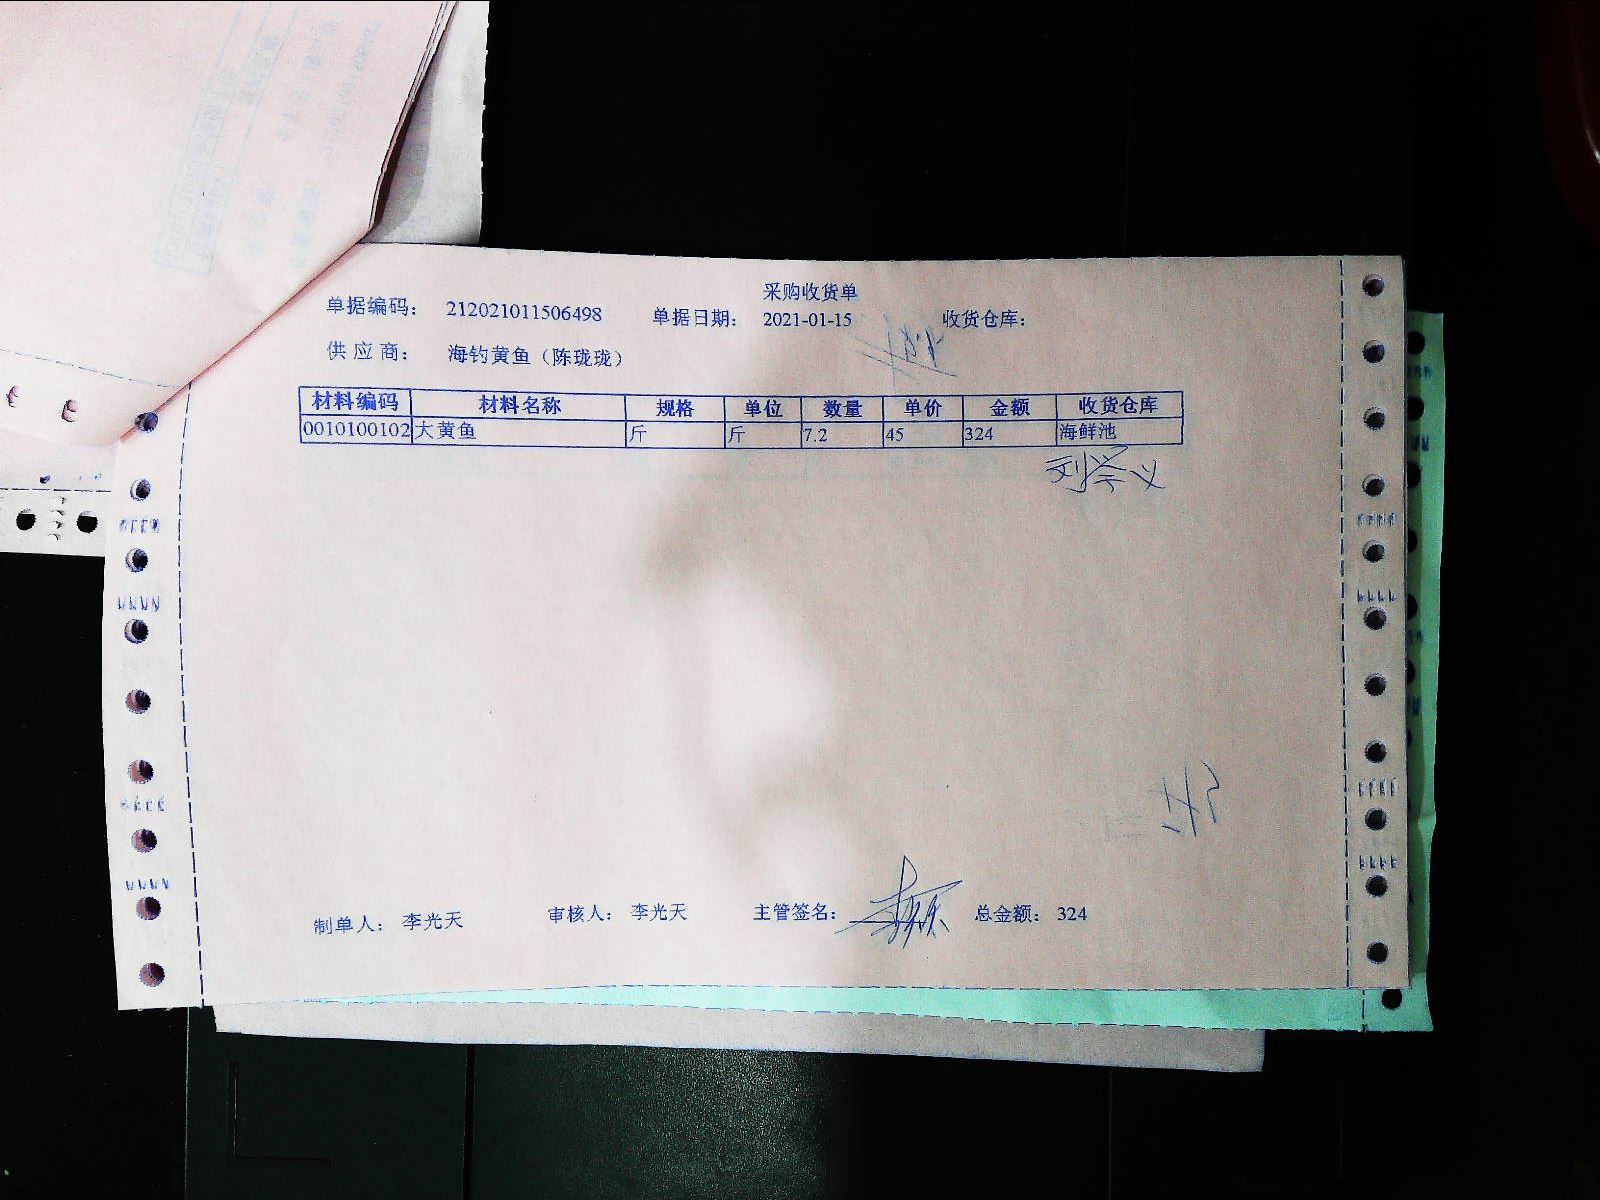 采购收货单
单据编码: 212021011506498 单据日期: 2021-01-15 收货仓库:
供应商: 海钓黄鱼（陈珑珑）
材料编码 材料名称 规格 单位 数量 单价 金额 收货仓库
0010100102 大黄鱼 斤 斤 7.2 45 324 海鲜池
制单人: 李光天 审核人: 李光天 主管签名: 总金额: 324